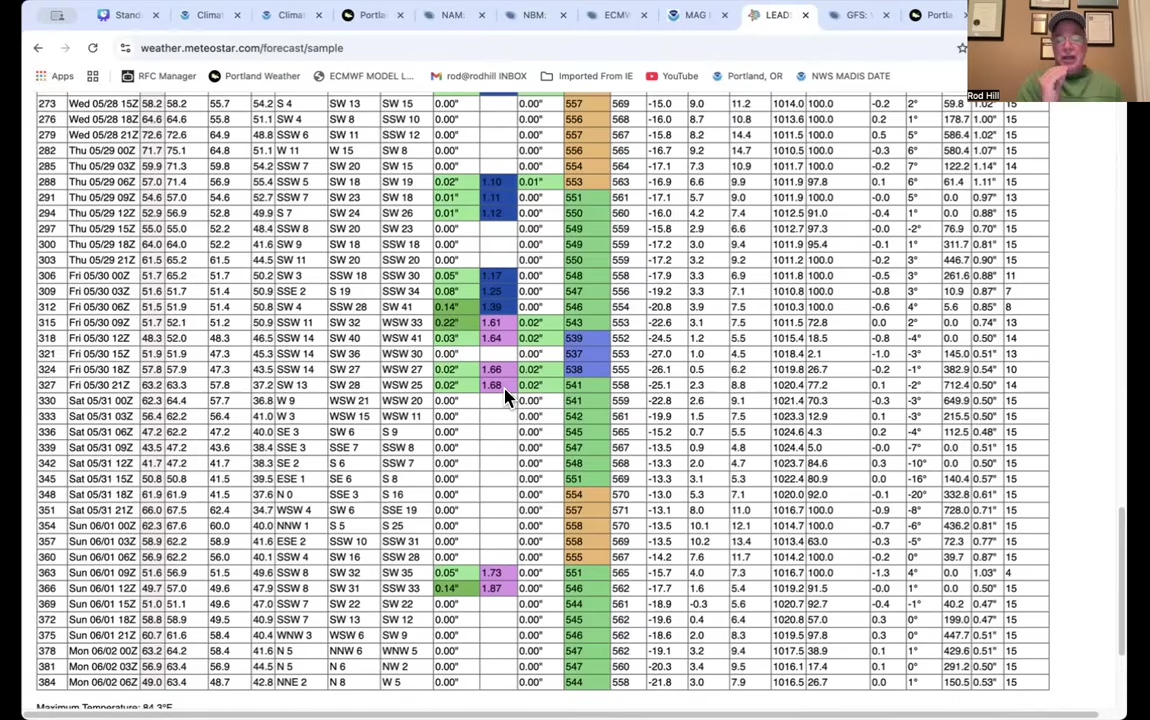 Stand:
Climat
Climat
Portla
NAM:
NBM:
ECMW
MAG
LEAD:
GFS:
Portla
weather.meteostar.com/forecast/sample
Apps RFC Manager Portland Weather ECMWF MODEL L... rod@rodhill INBOX Imported From IE YouTube Portland, OR NWS MADIS DATE
Rod Hill
273 Wed 05/28 15Z 58.2 58.2 55.7 54.2 S 4 SW 13 SW 15 0.00" 0.00" 557 569 -15.0 9.0 11.2 1014.0 100.0 -0.2 2° 59.8 1.02" 15
276 Wed 05/28 18Z 64.6 64.6 55.8 51.1 SW 4 SW 8 SSW 10 0.00" 0.00" 556 568 -16.0 8.7 10.8 1013.6 100.0 0.2 1° 178.7 1.00" 15
279 Wed 05/28 21Z 72.6 72.6 64.9 48.8 SSW 6 SW 11 SSW 12 0.00" 0.00" 557 567 -15.8 8.2 14.4 1011.5 100.0 0.5 5° 586.4 1.02" 15
282 Thu 05/29 00Z 71.7 75.1 64.8 51.1 W 11 W 15 SW 8 0.00" 0.00" 556 565 -16.7 9.2 14.7 1010.5 100.0 -0.3 6° 580.4 1.07" 15
285 Thu 05/29 03Z 59.9 71.3 59.8 54.2 SSW 7 SW 20 SW 15 0.00" 0.00" 554 564 -17.1 7.3 10.9 1011.7 100.0 -0.2 7° 122.2 1.14" 14
288 Thu 05/29 06Z 57.0 71.4 56.9 55.4 SSW 5 SW 18 SW 19 0.02" 1.10 0.01" 553 563 -16.9 6.6 9.9 1011.9 97.8 0.1 6° 61.4 1.11" 15
291 Thu 05/29 09Z 54.6 57.0 54.6 52.7 SSW 7 SW 23 SW 18 0.01" 1.11 0.00" 551 561 -17.1 5.7 9.0 1011.4 100.0 -0.0 5° 0.0 0.97" 13
294 Thu 05/29 12Z 52.9 56.9 52.8 49.9 S 7 SW 24 SW 26 0.01" 1.12 0.00" 550 560 -16.0 4.2 7.4 1012.5 91.0 -0.4 1° 0.0 0.88" 15
297 Thu 05/29 15Z 55.0 55.0 52.2 48.4 SSW 8 SW 20 SW 23 0.00" 0.00" 549 559 -15.8 2.9 6.6 1012.7 97.3 -0.0 -2° 76.9 0.70" 15
300 Thu 05/29 18Z 64.0 64.0 52.2 41.6 SW 9 SW 18 SSW 18 0.00" 0.00" 549 559 -17.2 3.0 9.4 1011.9 95.4 -0.1 1° 311.7 0.81" 15
303 Thu 05/29 21Z 65.2 65.2 61.5 44.5 SW 11 SW 20 SSW 20 0.00" 0.00" 550 559 -17.2 3.2 9.2 1011.2 100.0 -0.2 3° 446.7 0.90" 15
306 Fri 05/30 00Z 51.7 65.2 51.7 50.2 SW 3 SSW 18 SSW 30 0.05" 1.17 0.00" 548 558 -17.9 3.3 6.9 1011.8 100.0 -0.5 3° 261.6 0.88" 11
309 Fri 05/30 03Z 51.6 51.7 51.4 50.9 SSE 2 S 19 SSW 34 0.08" 1.25 0.00" 547 556 -19.2 3.3 7.1 1010.8 100.0 -0.8 3° 10.9 0.87" 7
312 Fri 05/30 06Z 51.5 51.9 51.4 50.8 SW 4 SSW 28 SW 41 0.14" 1.39 0.00" 546 554 -20.8 3.9 7.5 1010.3 100.0 -0.6 4° 5.6 0.85" 8
315 Fri 05/30 09Z 51.7 52.1 51.2 50.9 SSW 11 SW 32 WSW 33 0.22" 1.61 0.02" 543 553 -22.6 3.1 7.5 1011.5 72.8 0.0 2° 0.0 0.74" 13
318 Fri 05/30 12Z 48.3 52.0 48.3 46.3 SSW 14 SW 40 WSW 41 0.03" 1.64 0.02" 539 552 -24.5 1.2 5.5 1015.4 18.5 -0.8 -4° 0.0 0.50" 14
321 Fri 05/30 15Z 51.9 51.9 47.3 45.3 SSW 14 SW 36 WSW 30 0.00" 0.00" 537 553 -27.0 1.0 4.5 1018.4 2.1 -1.0 -3° 145.0 0.51" 13
324 Fri 05/30 18Z 57.8 57.9 47.3 43.5 SSW 14 SW 27 WSW 27 0.02" 1.66 0.02" 538 555 -26.1 0.5 6.2 1019.8 26.7 -0.2 -1° 382.9 0.54" 10
327 Fri 05/30 21Z 63.2 63.3 57.8 37.2 SW 13 SW 28 WSW 25 0.02" 1.68 0.02" 541 558 -25.1 2.3 8.8 1020.4 77.2 0.1 -2° 712.4 0.50" 14
330 Sat 05/31 00Z 62.3 64.4 57.7 36.8 W 9 WSW 21 WSW 20 0.00" 0.00" 541 559 -22.8 2.6 9.1 1021.4 70.3 -0.3 -3° 649.9 0.50" 15
333 Sat 05/31 03Z 56.4 62.2 56.2 41.0 W 3 WSW 15 WSW 11 0.00" 0.00" 542 561 -19.9 1.5 7.5 1023.3 12.9 0.1 -3° 215.5 0.50" 15
336 Sat 05/31 06Z 47.2 62.2 47.2 40.0 SE 3 SW 6 S 9 0.00" 0.00" 545 565 -15.2 0.7 5.5 1024.6 4.3 0.2 -4° 112.5 0.48" 15
339 Sat 05/31 09Z 43.5 47.2 43.6 38.4 SSE 3 SSE 7 SSW 8 0.00" 0.00" 547 567 -13.3 0.9 4.8 1024.4 5.0 -0.0 -7° 0.0 0.51" 15
342 Sat 05/31 12Z 41.7 47.2 41.7 38.3 SE 2 S 6 SSW 7 0.00" 0.00" 548 568 -13.3 2.0 4.7 1023.7 84.6 0.3 -10° 0.0 0.50" 15
345 Sat 05/31 15Z 50.8 50.8 41.5 39.5 ESE 1 SE 6 S 8 0.00" 0.00" 551 569 -13.3 3.1 5.3 1022.4 80.9 0.0 -16° 140.4 0.57" 15
348 Sat 05/31 18Z 61.9 61.9 41.5 37.6 N 0 SSE 3 S 16 0.00" 0.00" 554 570 -13.0 5.3 7.1 1020.0 92.0 -0.1 -20° 332.8 0.61" 15
351 Sat 05/31 21Z 66.0 67.5 62.4 34.7 WSW 4 SW 6 SSE 19 0.00" 0.00" 557 571 -13.1 8.0 11.0 1016.7 100.0 -0.9 -8° 728.0 0.71" 15
354 Sun 06/01 00Z 62.3 67.6 60.0 40.0 NNW 1 S 5 S 25 0.00" 0.00" 558 570 -13.5 10.1 12.1 1014.7 100.0 -0.7 -6° 436.2 0.81" 15
357 Sun 06/01 03Z 58.9 62.2 58.9 41.6 ESE 2 SSW 10 SSW 31 0.00" 0.00" 558 569 -13.5 10.2 13.4 1013.4 63.0 -0.3 -5° 72.3 0.77" 15
360 Sun 06/01 06Z 56.9 62.2 56.0 40.1 SSW 4 SW 16 SSW 28 0.00" 0.00" 555 567 -14.2 7.6 11.7 1014.2 100.0 -0.2 0° 39.7 0.87" 15
363 Sun 06/01 09Z 51.6 56.9 51.5 49.6 SSW 8 SW 32 SW 35 0.05" 1.73 0.00" 551 565 -15.7 4.0 7.3 1016.7 100.0 -1.3 4° 0.0 1.03" 4
366 Sun 06/01 12Z 49.7 57.0 49.6 47.9 SSW 8 SW 31 SSW 33 0.14" 1.87 0.00" 546 562 -17.7 1.6 5.4 1019.2 91.5 -0.0 1° 0.0 0.50" 15
369 Sun 06/01 15Z 51.0 51.1 49.6 47.0 SSW 7 SW 22 SW 22 0.00" 0.00" 544 561 -18.9 -0.3 5.6 1020.7 92.7 -0.4 -1° 40.2 0.47" 15
372 Sun 06/01 18Z 58.8 58.9 49.5 40.9 SSW 7 SW 13 SW 12 0.00" 0.00" 545 562 -19.6 0.4 6.4 1020.8 57.0 0.3 0° 199.0 0.47" 15
375 Sun 06/01 21Z 60.7 61.6 58.4 40.4 WNW 3 WSW 6 SW 9 0.00" 0.00" 546 562 -18.6 2.0 8.3 1019.5 97.8 0.3 0° 447.7 0.51" 15
378 Mon 06/02 00Z 63.2 64.2 58.4 41.6 N 5 NNW 6 WNW 5 0.00" 0.00" 547 562 -19.1 3.2 9.4 1017.5 38.9 0.1 0° 429.6 0.51" 15
381 Mon 06/02 03Z 56.9 63.4 56.9 44.5 N 5 N 6 NW 2 0.00" 0.00" 547 560 -20.3 3.4 9.5 1016.1 17.4 0.1 0° 291.2 0.50" 15
384 Mon 06/02 06Z 49.0 63.4 48.7 42.8 NNE 2 N 8 W 5 0.00" 0.00" 544 558 -21.8 3.0 7.9 1016.5 26.7 0.0 1° 150.5 0.53" 15
Maximum Temperature: 84.3°F